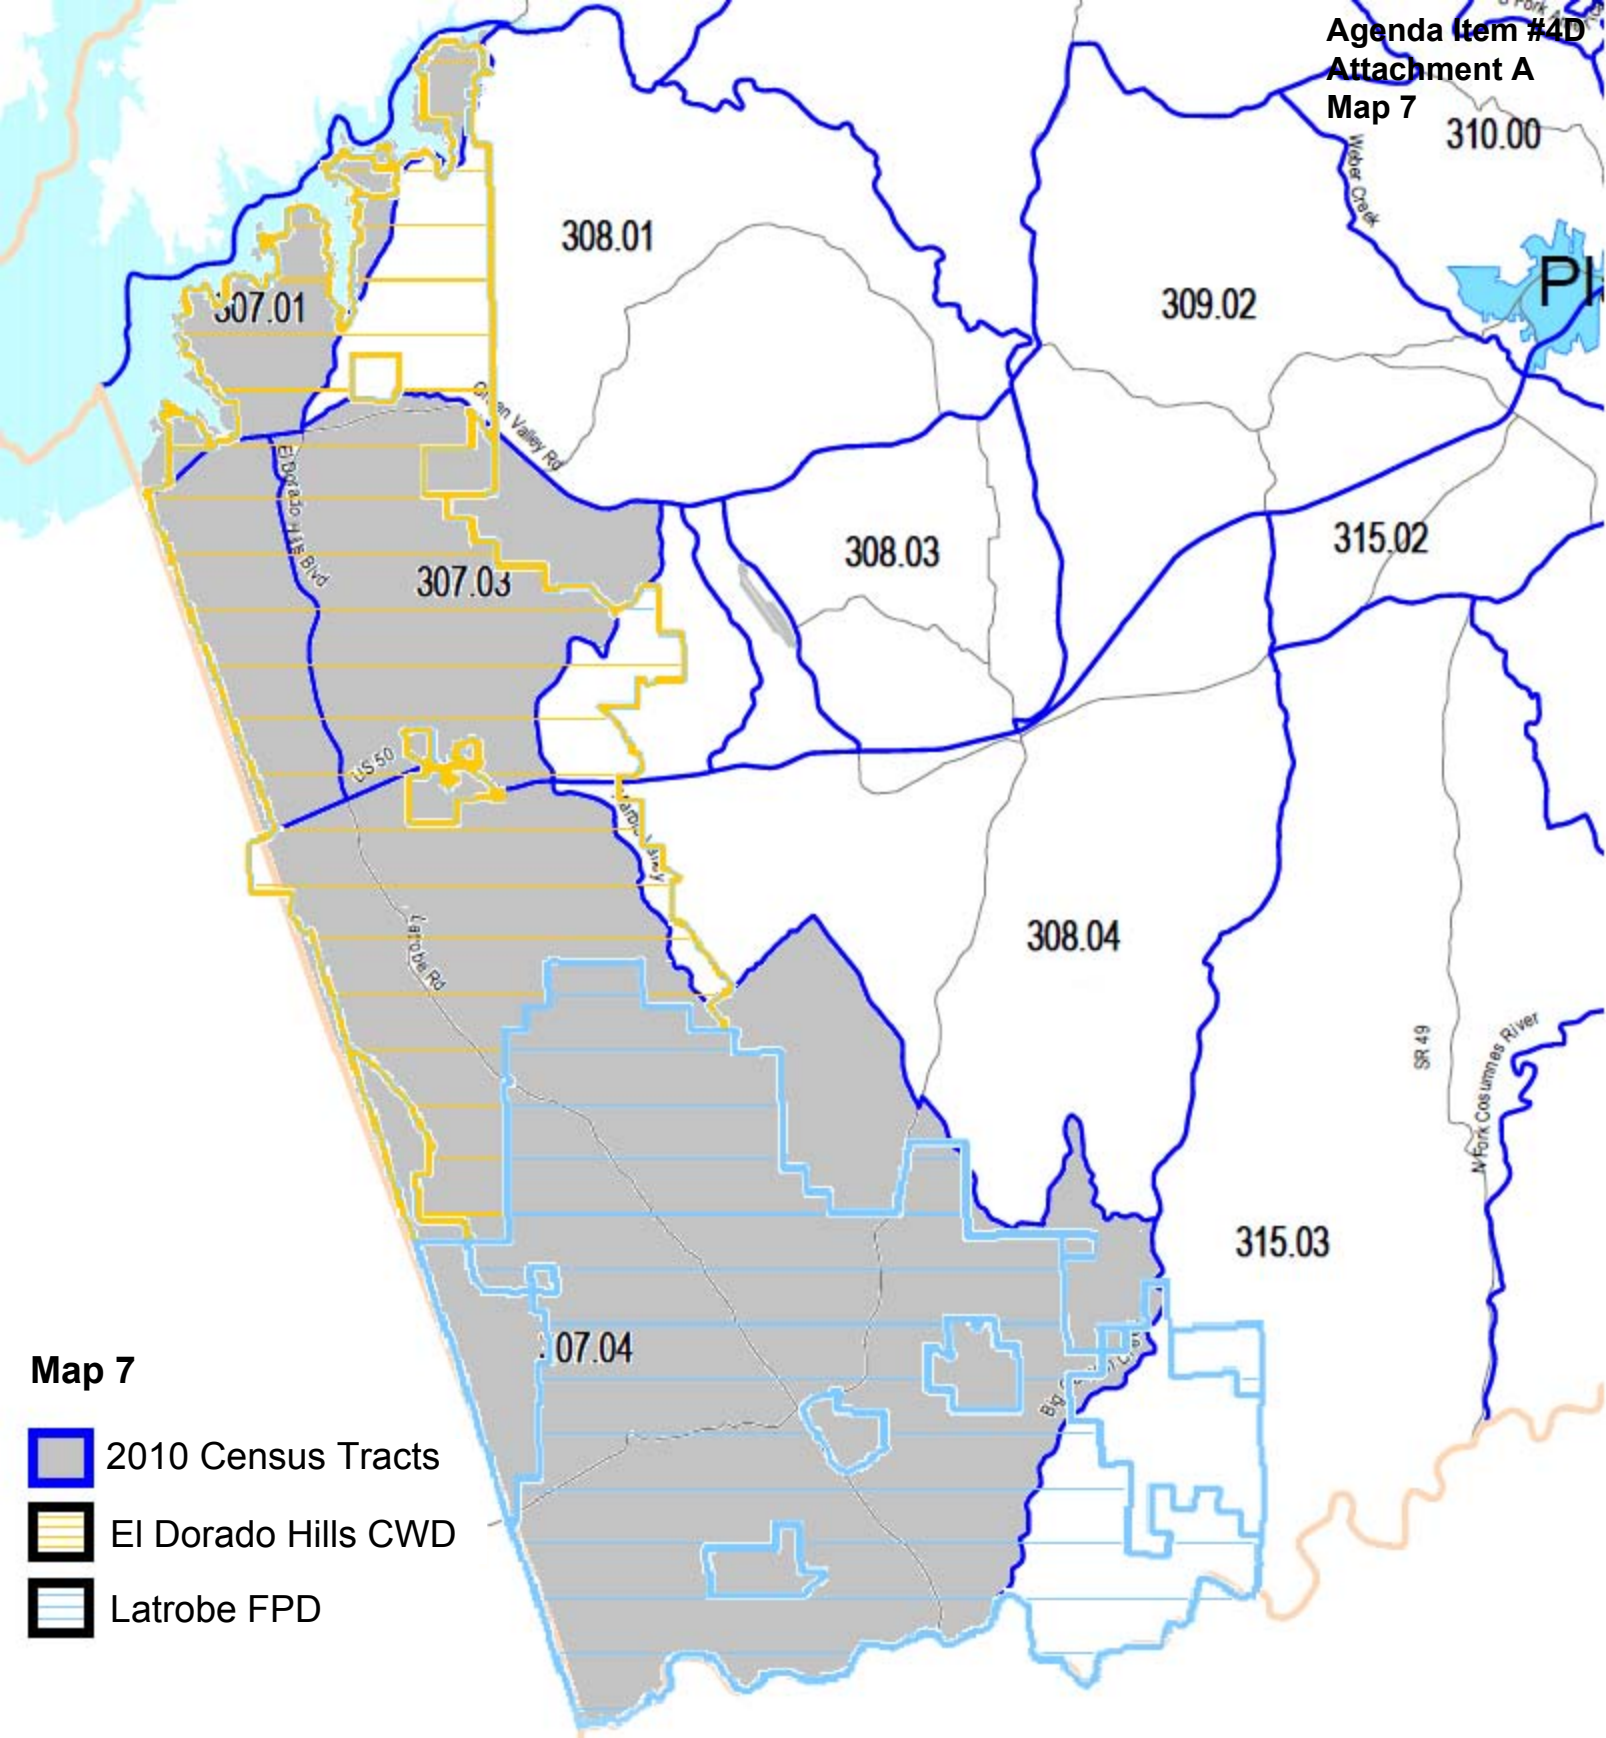 Agenda Item #4D
Attachment A
Map 7
310.00
Weber Creek
308.01
309.02
307.01
Green Valley Rd
El Dorado Hills Blvd
308.03
315.02
307.03
US 50
308.04
Latrobe Rd
SR 49
N Fork Cosumnes River
315.03
07.04
Big
Map 7
2010 Census Tracts
El Dorado Hills CWD
Latrobe FPD